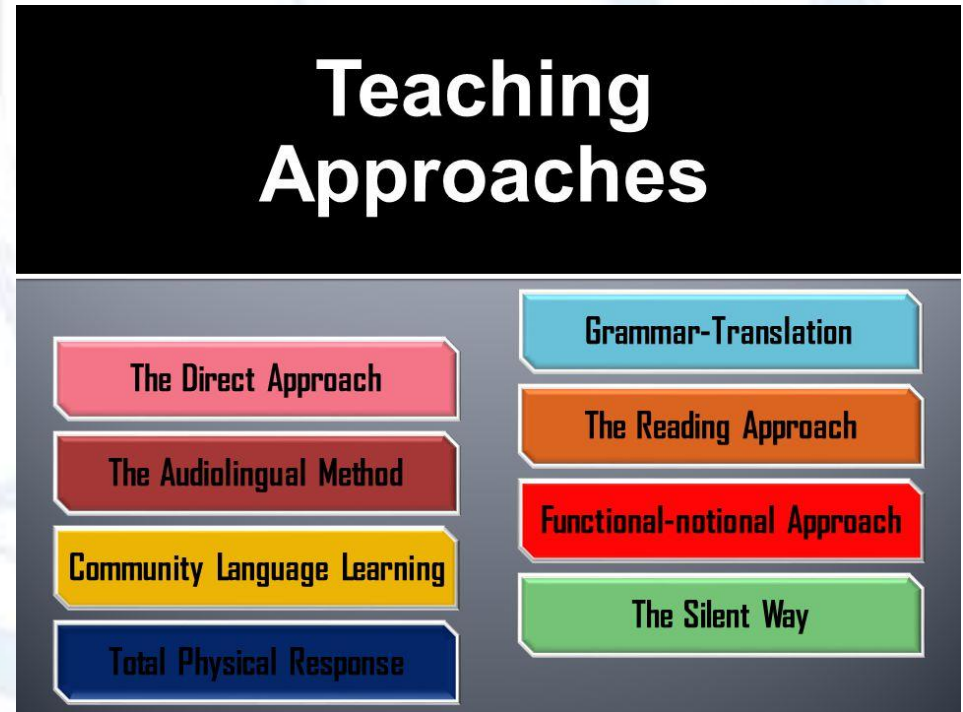 Teaching
Approaches
The Direct Approach
The Audiolingual Method
Community Language Learning
Total Physical Response
Grammar-Translation
The Reading Approach
Functional-notional Approach
The Silent Way